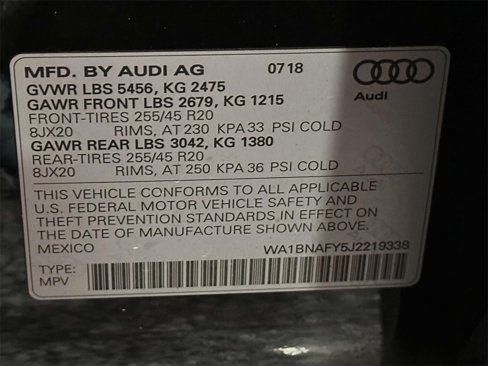 MFD. BY AUDI AG 0718
GVWR LBS 5456, KG 2475
GAWR FRONT LBS 2679, KG 1215
Audi
FRONT-TIRES 255/45 R20
8JX20 RIMS, AT 230 KPA 33 PSI COLD
GAWR REAR LBS 3042, KG 1380
REAR-TIRES 255/45 R20
8JX20 RIMS, AT 250 KPA 36 PSI COLD
THIS VEHICLE CONFORMS TO ALL APPLICABLE
U.S. FEDERAL MOTOR VEHICLE SAFETY AND
THEFT PREVENTION STANDARDS IN EFFECT ON
THE DATE OF MANUFACTURE SHOWN ABOVE.
MEXICO WA1BNAFY5J2219338
TYPE:
MPV